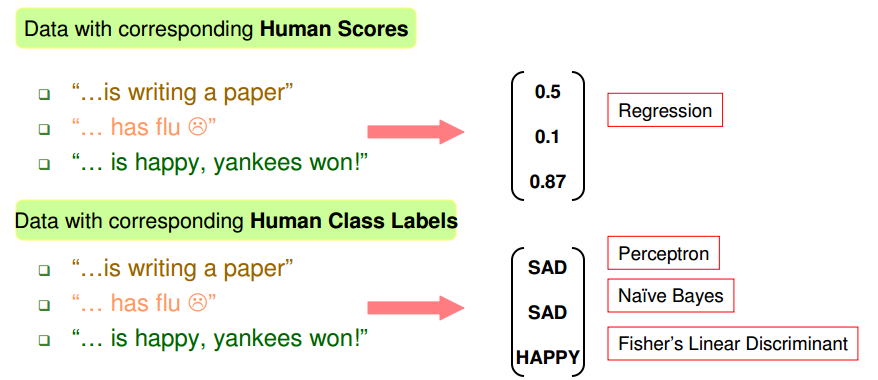 Data with corresponding Human Scores
“…is writing a paper”
“… has flu ☹”
“… is happy, yankees won!”
0.5
0.1
0.87
Regression
Data with corresponding Human Class Labels
“…is writing a paper”
“… has flu ☹”
“… is happy, yankees won!”
SAD
SAD
HAPPY
Perceptron
Naïve Bayes
Fisher’s Linear Discriminant